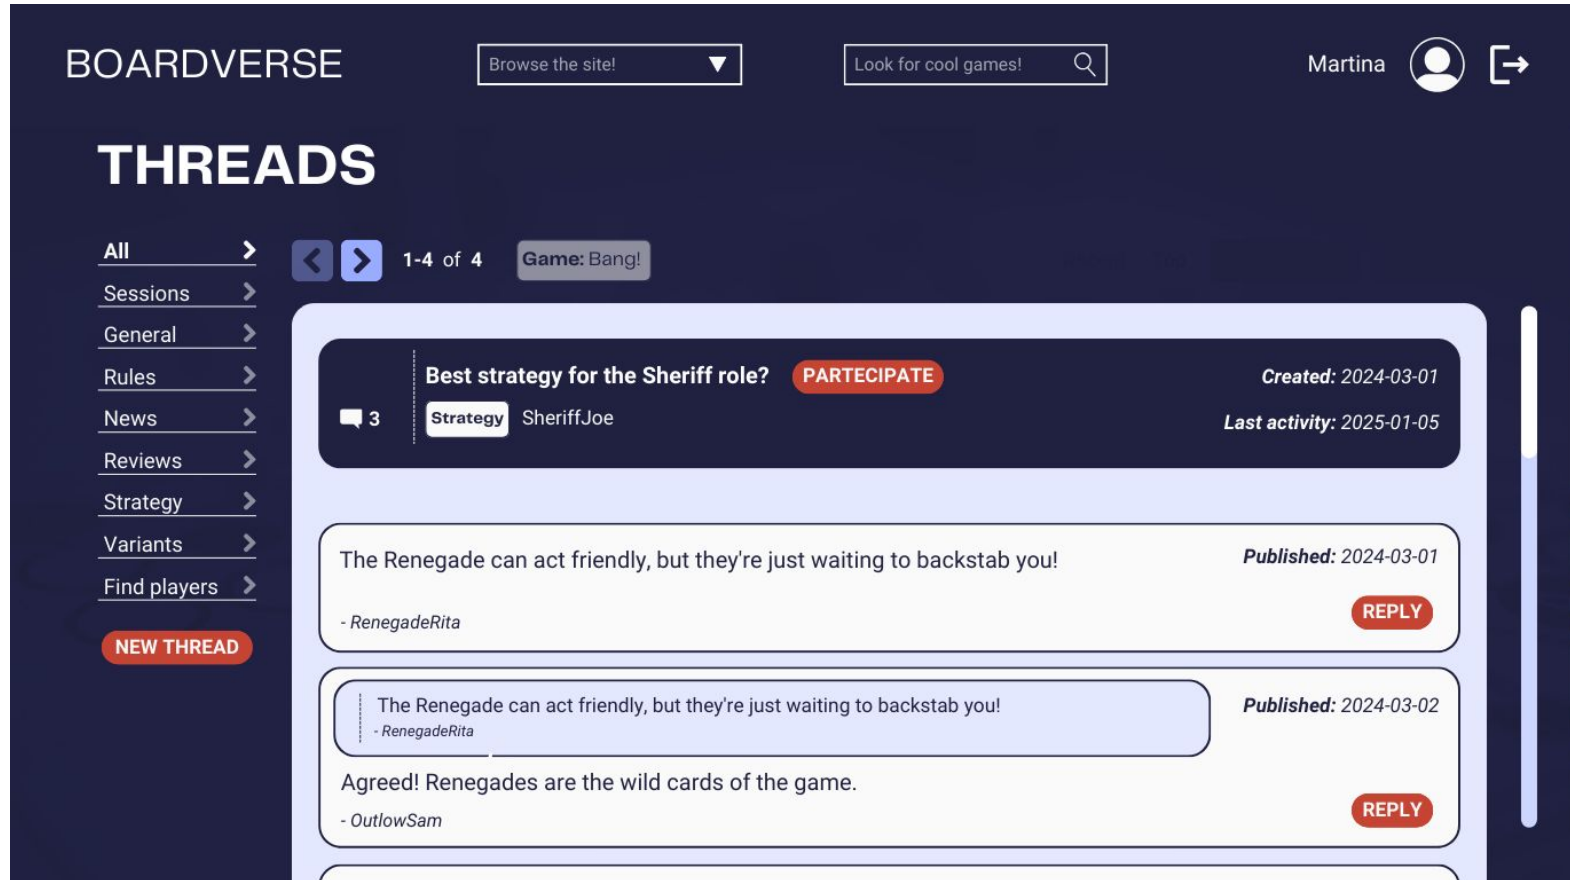 BOARDVERSE
Browse the site!
Look for cool games!
Martina
THREADS
All
Sessions
General
Rules
News
Reviews
Strategy
Variants
Find players
NEW THREAD
1-4 of 4
Game: Bang!
Best strategy for the Sheriff role?
PARTECIPATE
Created: 2024-03-01
3
Strategy
SheriffJoe
Last activity: 2025-01-05
The Renegade can act friendly, but they're just waiting to backstab you!
Published: 2024-03-01
- RenegadeRita
REPLY
The Renegade can act friendly, but they're just waiting to backstab you!
- RenegadeRita
Published: 2024-03-02
Agreed! Renegades are the wild cards of the game.
- OutlowSam
REPLY